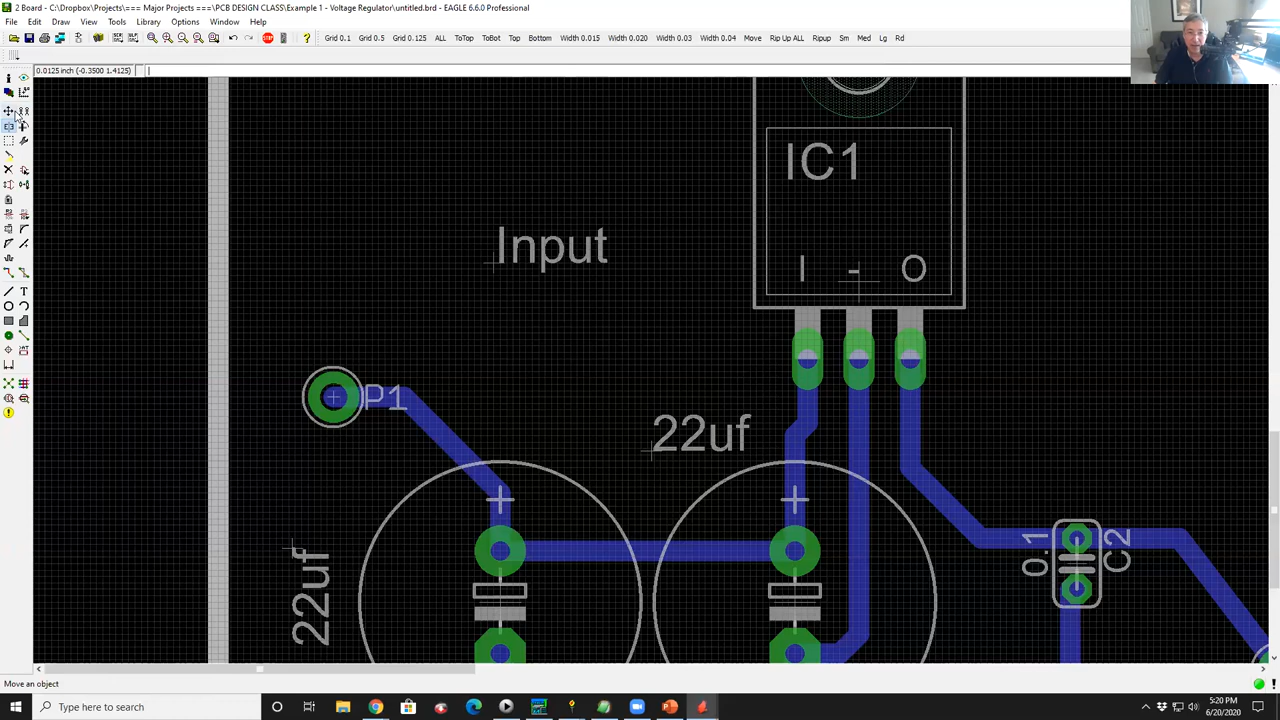 2 Board - C:\Dropbox\Projects\=== Major Projects ===\PCB DESIGN CLASS\Example 1 - Voltage Regulator\untitled.brd - EAGLE 6.6.0 Professional
File Edit Draw View Tools Library Options Window Help
Grid 0.1 Grid 0.5 Grid 0.125 ALL ToTop ToBot Top Bottom Width 0.015 Width 0.020 Width 0.03 Width 0.04 Move Rip Up ALL Ripup Sm Med Lg Rd
0.0125 inch (-0.3500 1.4125)
IC1
Input
I - O
P1
22uf
+ +
0.1 C2
22uf
Move an object
Type here to search
5:20 PM
6/20/2020